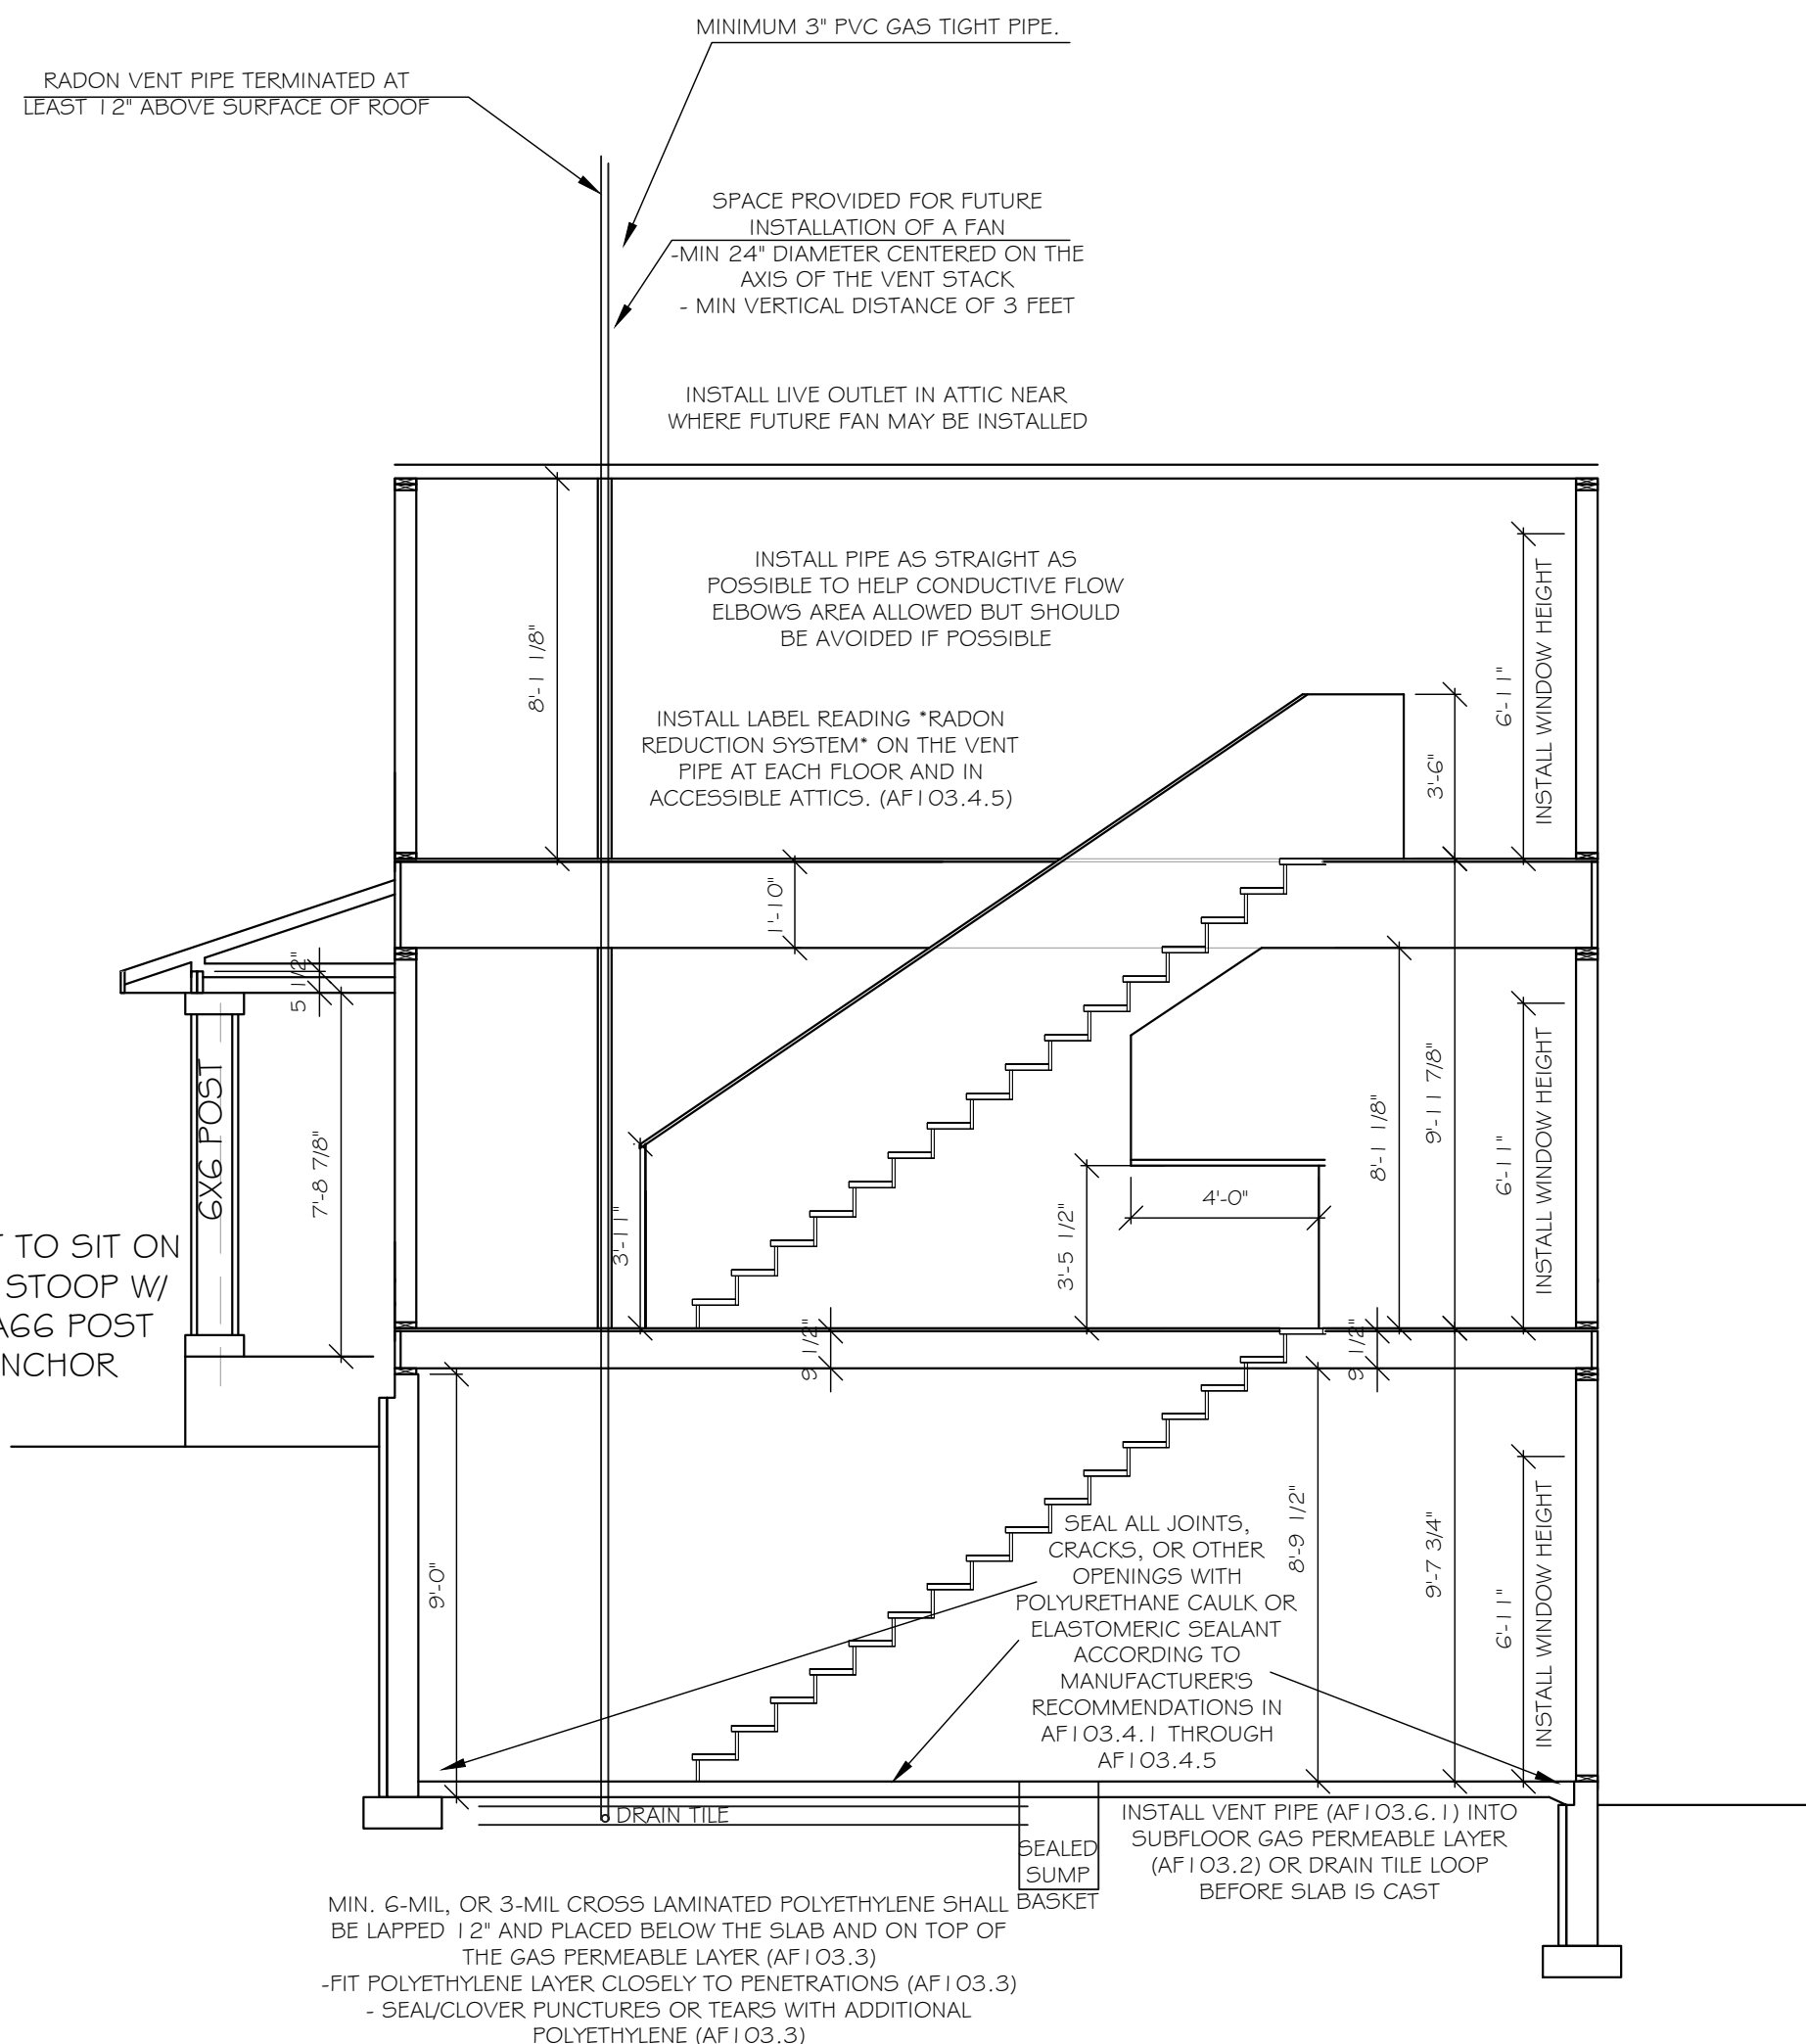 MINIMUM 3" PVC GAS TIGHT PIPE.
RADON VENT PIPE TERMINATED AT
LEAST 12" ABOVE SURFACE OF ROOF
SPACE PROVIDED FOR FUTURE
INSTALLATION OF A FAN
-MIN 24" DIAMETER CENTERED ON THE
AXIS OF THE VENT STACK
- MIN VERTICAL DISTANCE OF 3 FEET
INSTALL LIVE OUTLET IN ATTIC NEAR
WHERE FUTURE FAN MAY BE INSTALLED
INSTALL PIPE AS STRAIGHT AS
POSSIBLE TO HELP CONDUCTIVE FLOW
ELBOWS AREA ALLOWED BUT SHOULD
BE AVOIDED IF POSSIBLE
8'-1 1/8"
6'-11"
INSTALL WINDOW HEIGHT
INSTALL LABEL READING *RADON
REDUCTION SYSTEM* ON THE VENT
PIPE AT EACH FLOOR AND IN
ACCESSIBLE ATTICS. (AF103.4.5)
3'-6"
1'-10"
5 1/2"
6X6 POST
7'-8 7/8"
3'-11"
3'-5 1/2"
4'-0"
8'-1 1/8"
9'-11 7/8"
6'-11"
INSTALL WINDOW HEIGHT
T TO SIT ON
STOOP W/
A66 POST
NCHOR
9 1/2"
9 1/2"
9'-0"
SEAL ALL JOINTS,
CRACKS, OR OTHER
OPENINGS WITH
POLYURETHANE CAULK OR
ELASTOMERIC SEALANT
ACCORDING TO
MANUFACTURER'S
RECOMMENDATIONS IN
AF103.4.1 THROUGH
AF103.4.5
8'-9 1/2"
9'-7 3/4"
6'-11"
INSTALL WINDOW HEIGHT
DRAIN TILE
SEALED
SUMP
BASKET
INSTALL VENT PIPE (AF103.6.1) INTO
SUBFLOOR GAS PERMEABLE LAYER
(AF103.2) OR DRAIN TILE LOOP
BEFORE SLAB IS CAST
MIN. 6-MIL, OR 3-MIL CROSS LAMINATED POLYETHYLENE SHALL
BE LAPPED 12" AND PLACED BELOW THE SLAB AND ON TOP OF
THE GAS PERMEABLE LAYER (AF103.3)
-FIT POLYETHYLENE LAYER CLOSELY TO PENETRATIONS (AF103.3)
- SEAL/CLOVER PUNCTURES OR TEARS WITH ADDITIONAL
POLYETHYLENE (AF103.3)